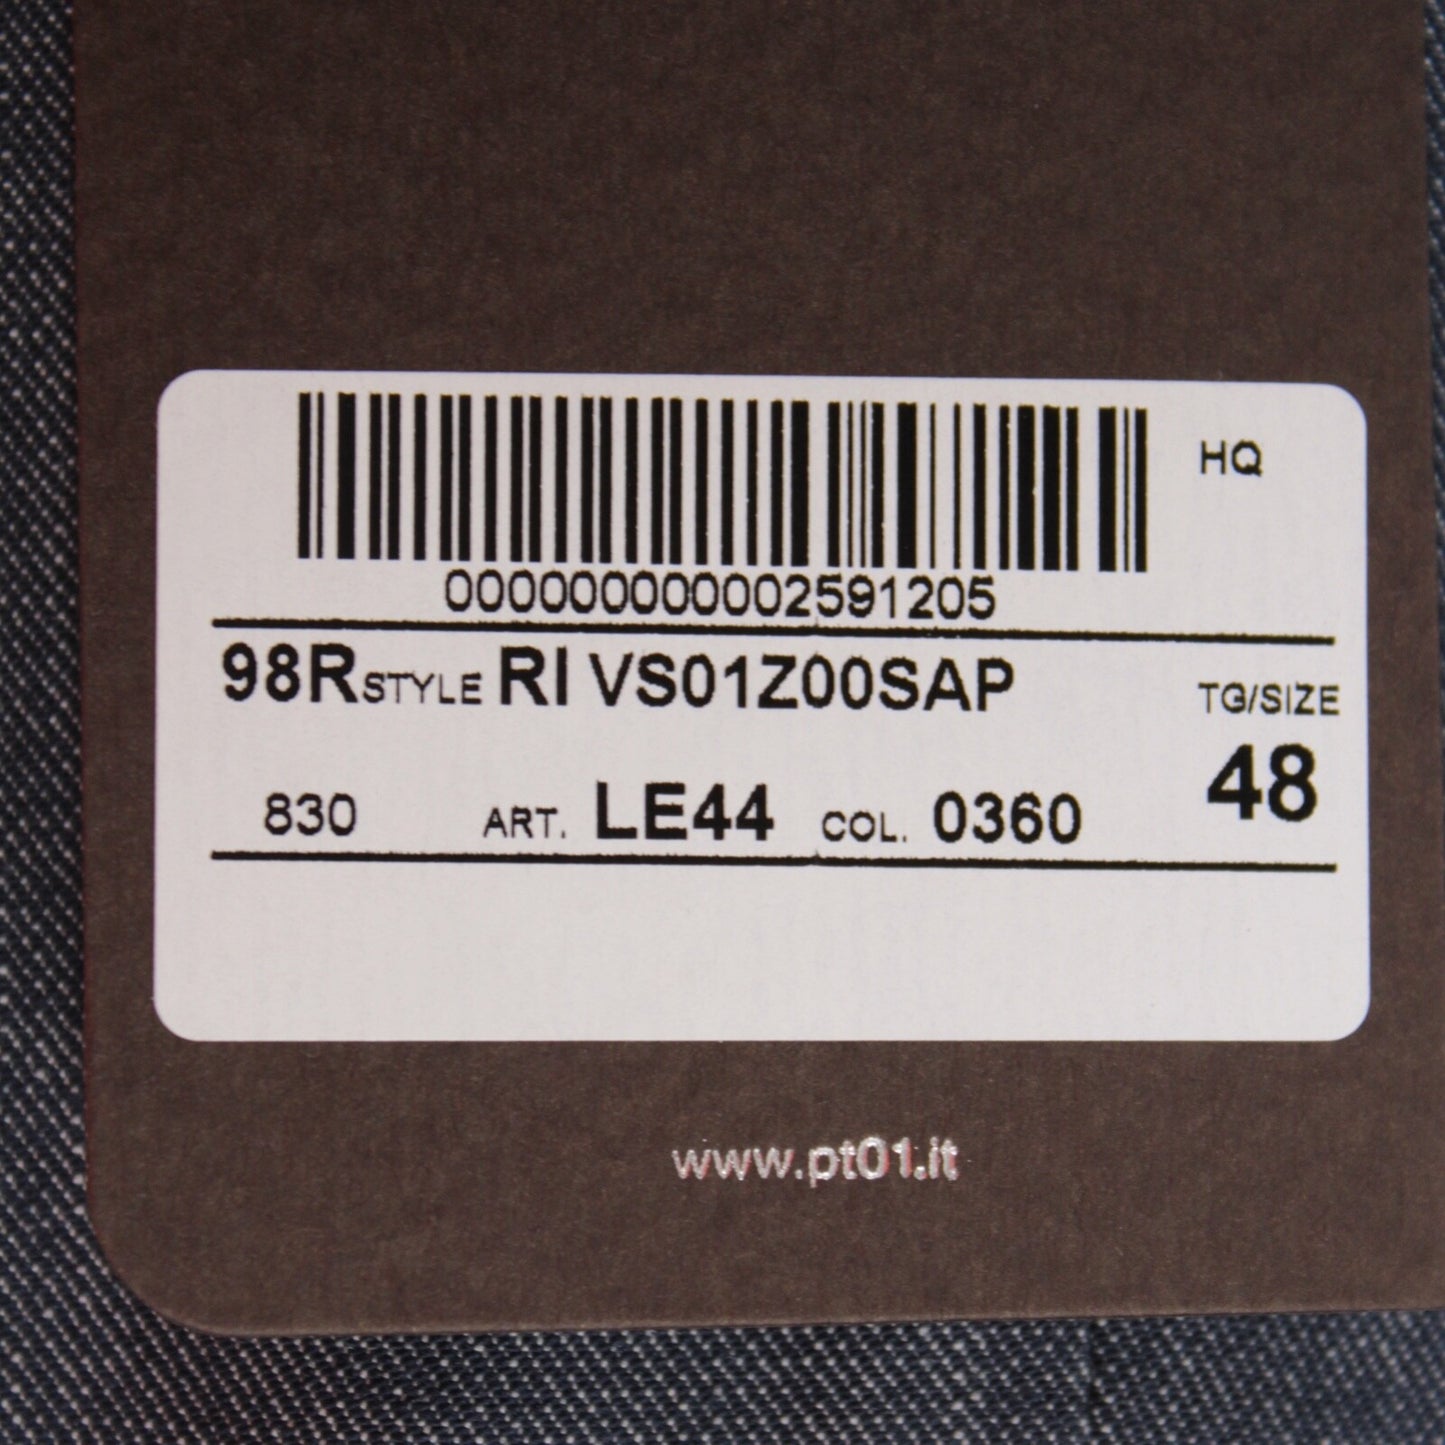 HQ
000000000002591205
98R STYLE RI VS01Z00SAP
TG/SIZE
48
830 ART. LE44 COL. 0360
www.pt01.it